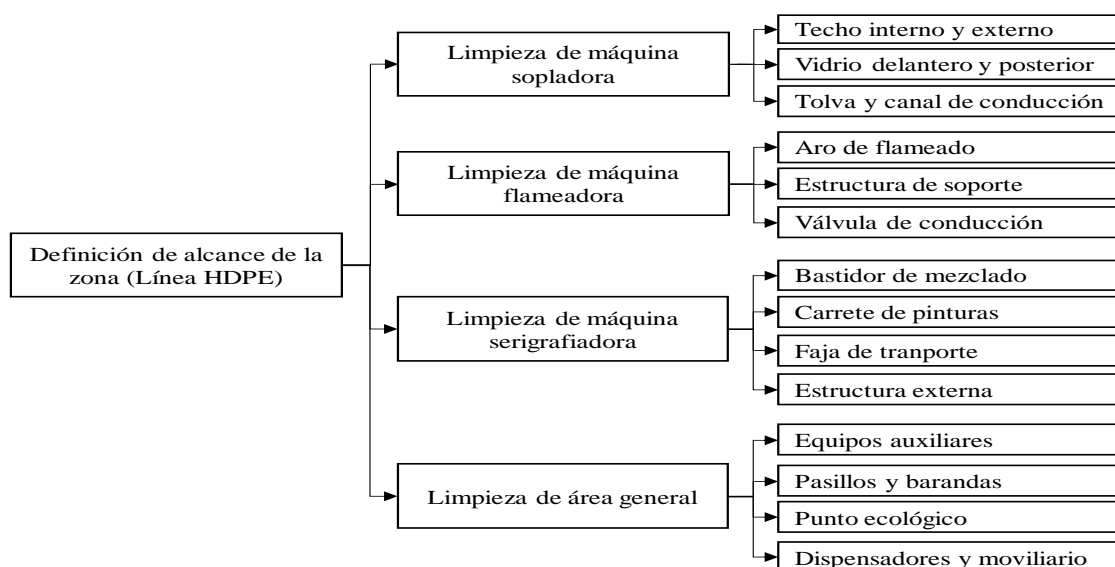 Definición de alcance de la
zona (Línea HDPE)
Limpieza de máquina
sopladora
Techo interno y externo
Vidrio delantero y posterior
Tolva y canal de conducción
Limpieza de máquina
flameadora
Aro de flameado
Estructura de soporte
Válvula de conducción
Limpieza de máquina
serigrafiadora
Bastidor de mezclado
Carrete de pinturas
Faja de tranporte
Estructura externa
Limpieza de área general
Equipos auxiliares
Pasillos y barandas
Punto ecológico
Dispensadores y moviliario